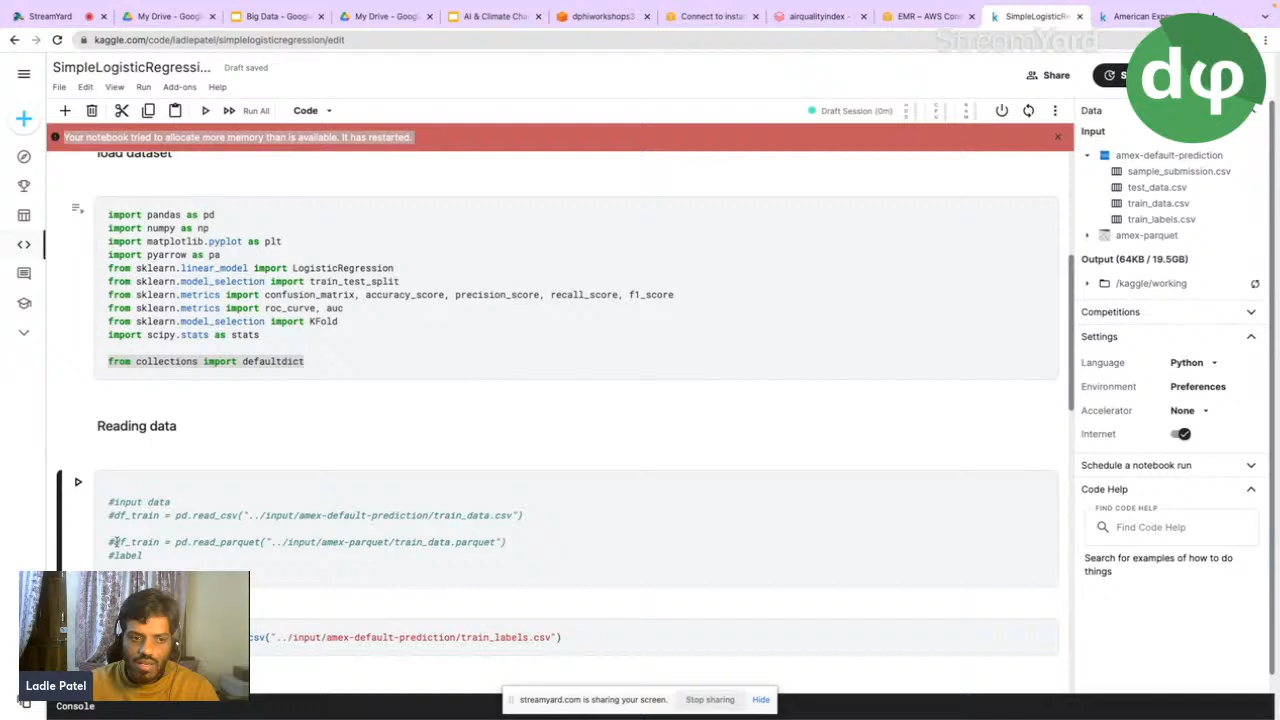 StreamYard
My Drive - Google
Big Data - Google
My Drive - Google
AI & Climate Cha
dphiworkshops3
Connect to instan
airqualityindex -
EMR – AWS Con
SimpleLogisticRe
American Exp
kaggle.com/code/ladlepatel/simplelogisticregression/edit
StreamYard
dφ
SimpleLogisticRegressi...
Draft saved
Share
File Edit View Run Add-ons Help
Run All
Code
Draft Session (0m)
Your notebook tried to allocate more memory than is available. It has restarted.
load dataset
import pandas as pd
import numpy as np
import matplotlib.pyplot as plt
import pyarrow as pa
from sklearn.linear_model import LogisticRegression
from sklearn.model_selection import train_test_split
from sklearn.metrics import confusion_matrix, accuracy_score, precision_score, recall_score, f1_score
from sklearn.metrics import roc_curve, auc
from sklearn.model_selection import KFold
import scipy.stats as stats
from collections import defaultdict
Reading data
#input data
#df_train = pd.read_csv("../input/amex-default-prediction/train_data.csv")
#df_train = pd.read_parquet("../input/amex-parquet/train_data.parquet")
#label
csv("../input/amex-default-prediction/train_labels.csv")
Data
Input
amex-default-prediction
sample_submission.csv
test_data.csv
train_data.csv
train_labels.csv
amex-parquet
Output (64KB / 19.5GB)
/kaggle/working
Competitions
Settings
Language Python
Environment Preferences
Accelerator None
Internet
Schedule a notebook run
Code Help
FIND CODE HELP
Find Code Help
Search for examples of how to do
things
Ladle Patel
streamyard.com is sharing your screen.
Stop sharing
Hide
Console